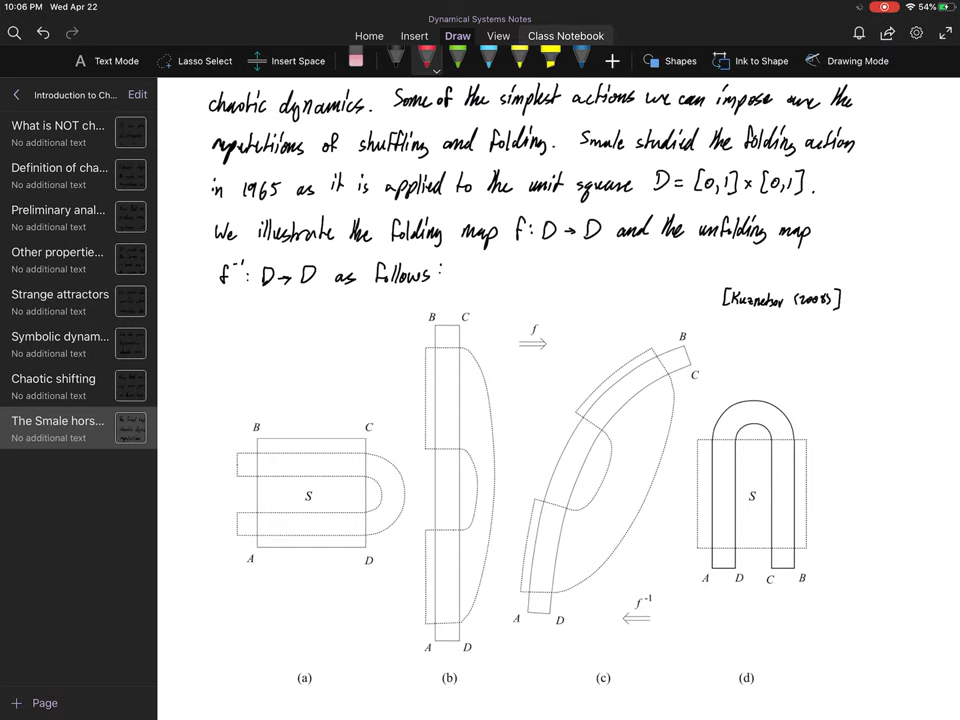 10:06 PM Wed Apr 22
54%
Dynamical Systems Notes
Home Insert Draw View Class Notebook
Text Mode Lasso Select Insert Space Shapes Ink to Shape Drawing Mode
Introduction to Ch... Edit
What is NOT ch...
No additional text
Definition of cha...
No additional text
Preliminary anal...
No additional text
Other propertie...
No additional text
Strange attractors
No additional text
Symbolic dynam...
No additional text
Chaotic shifting
No additional text
The Smale hors...
No additional text
Page
chaotic dynamics. Some of the simplest actions we can impose are the
repetitions of shuffling and folding. Smale studied the folding action
in 1965 as it is applied to the unit square D = [0,1] × [0,1].
We illustrate the folding map f: D → D and the unfolding map
f⁻¹: D → D as follows:
[Kuznetsov (2008)]
B C
A D
S
(a)
B C
A D
(b)
f
B
C
A D
f⁻¹
(c)
S
A D C B
(d)